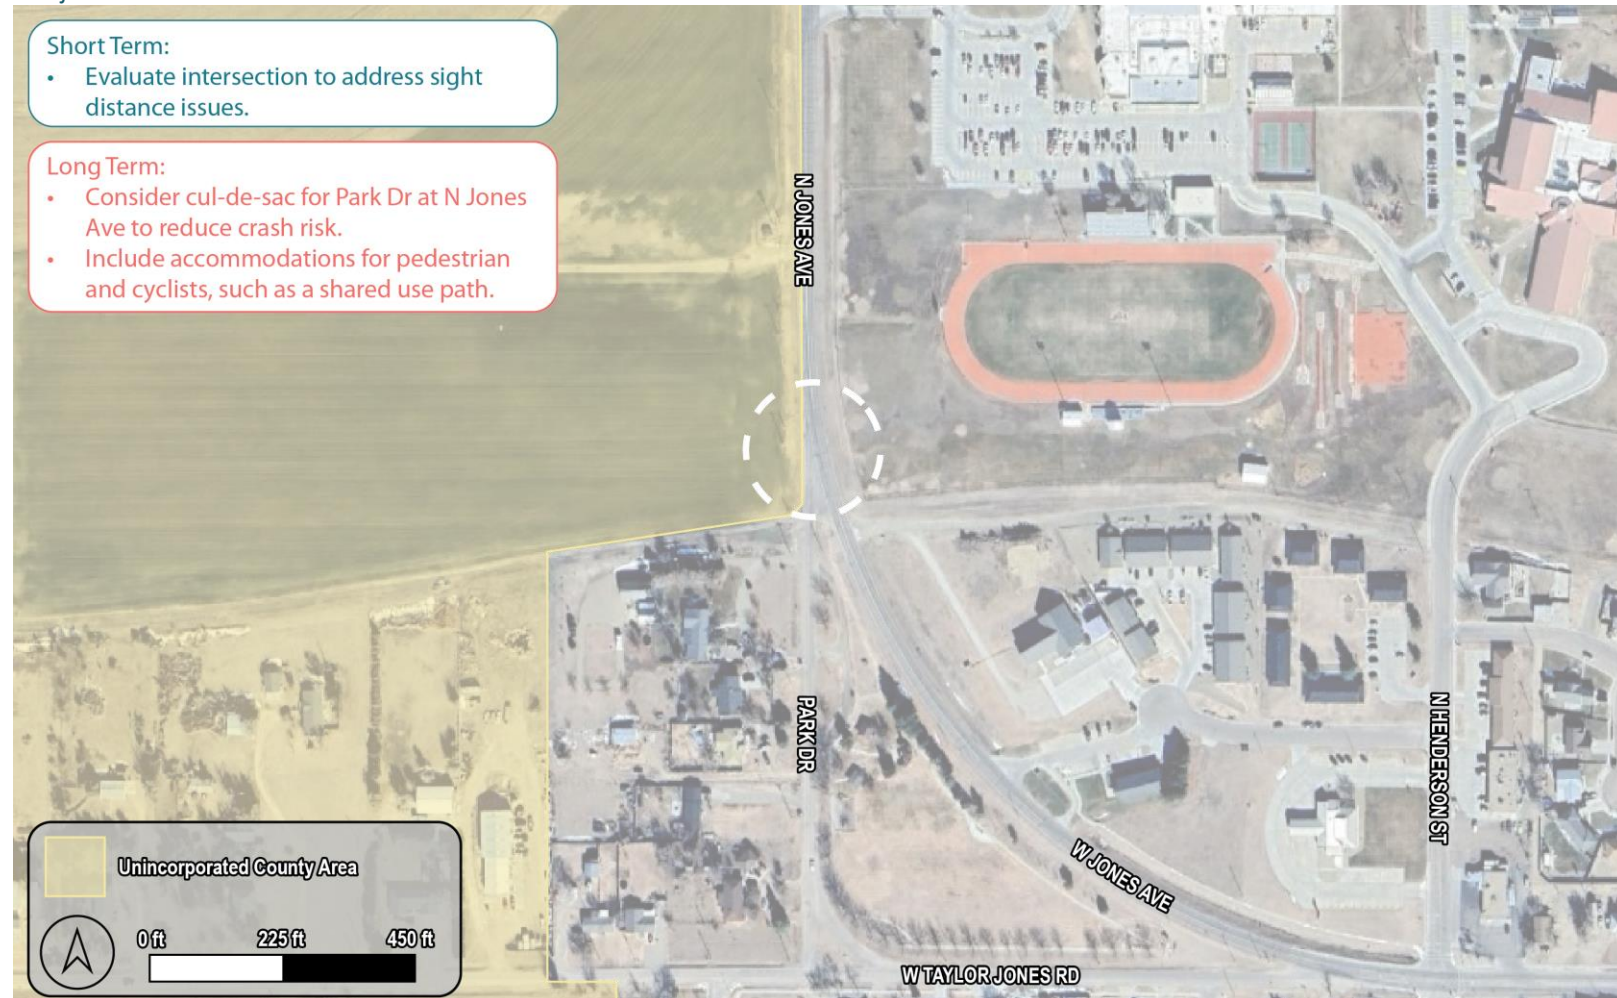 Short Term:
• Evaluate intersection to address sight
distance issues.
Long Term:
• Consider cul-de-sac for Park Dr at N Jones
Ave to reduce crash risk.
• Include accommodations for pedestrian
and cyclists, such as a shared use path.
N JONES AVE
PARK DR
N HENDERSON ST
W JONES AVE
W TAYLOR JONES RD
Unincorporated County Area
0 ft 225 ft 450 ft